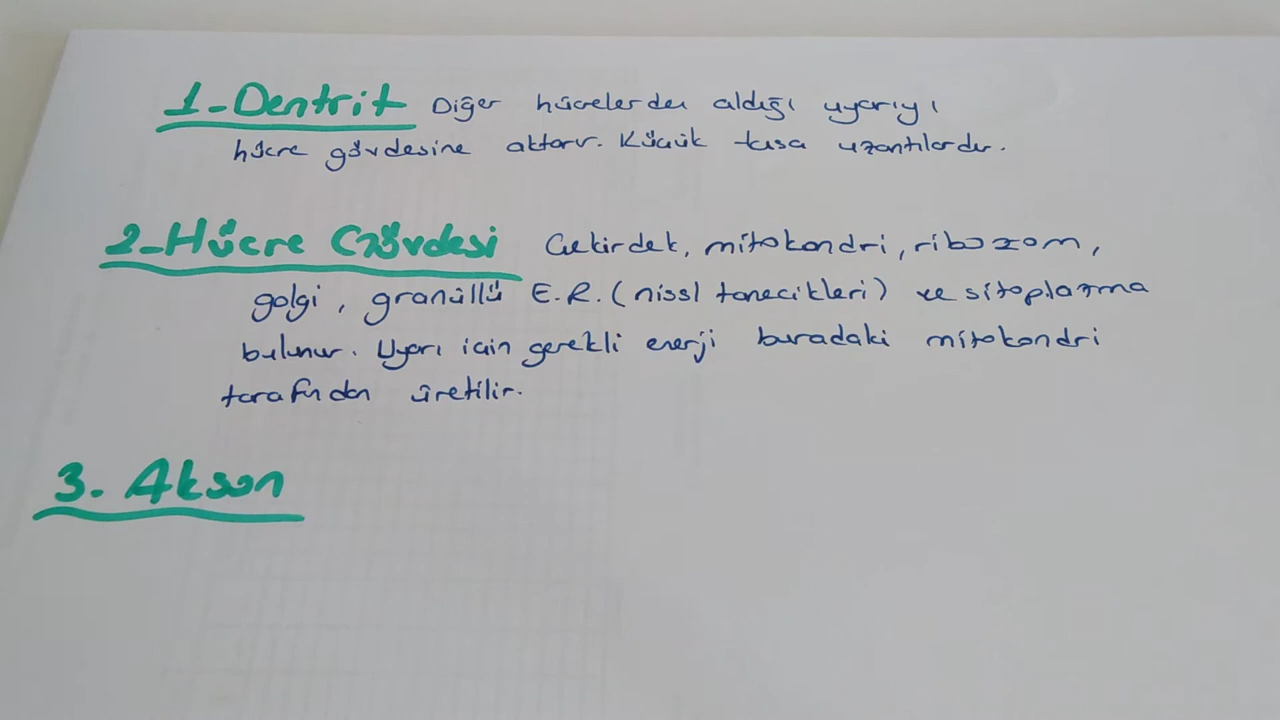 1-Dentrit Diğer hücrelerden aldığı uyarıyı
hücre gövdesine aktarır. Küçük kısa uzantılardır.
2-Hücre Gövdesi Çekirdek, mitokondri, ribozom,
golgi, granüllü E.R. (nissl tanecikleri) ve sitoplazma
bulunur. Uyarı için gerekli enerji buradaki mitokondri
tarafından üretilir.
3. Akson